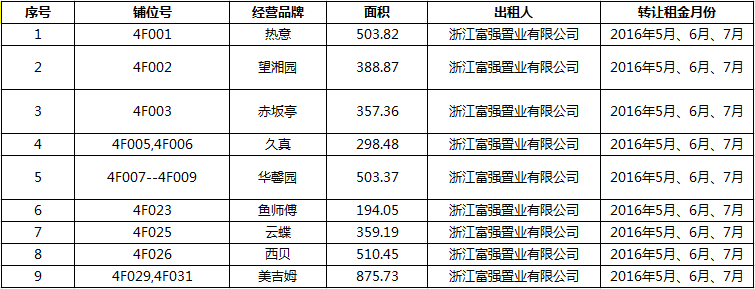 序号 铺位号 经营品牌 面积 出租人 转让租金月份
1 4F001 热意 503.82 浙江富强置业有限公司 2016年5月、6月、7月
2 4F002 望湘园 388.87 浙江富强置业有限公司 2016年5月、6月、7月
3 4F003 赤坂亭 357.36 浙江富强置业有限公司 2016年5月、6月、7月
4 4F005,4F006 久真 298.48 浙江富强置业有限公司 2016年5月、6月、7月
5 4F007--4F009 华馨园 503.37 浙江富强置业有限公司 2016年5月、6月、7月
6 4F023 鱼师傅 194.05 浙江富强置业有限公司 2016年5月、6月、7月
7 4F025 云蝶 359.19 浙江富强置业有限公司 2016年5月、6月、7月
8 4F026 西贝 510.45 浙江富强置业有限公司 2016年5月、6月、7月
9 4F029,4F031 美吉姆 875.73 浙江富强置业有限公司 2016年5月、6月、7月